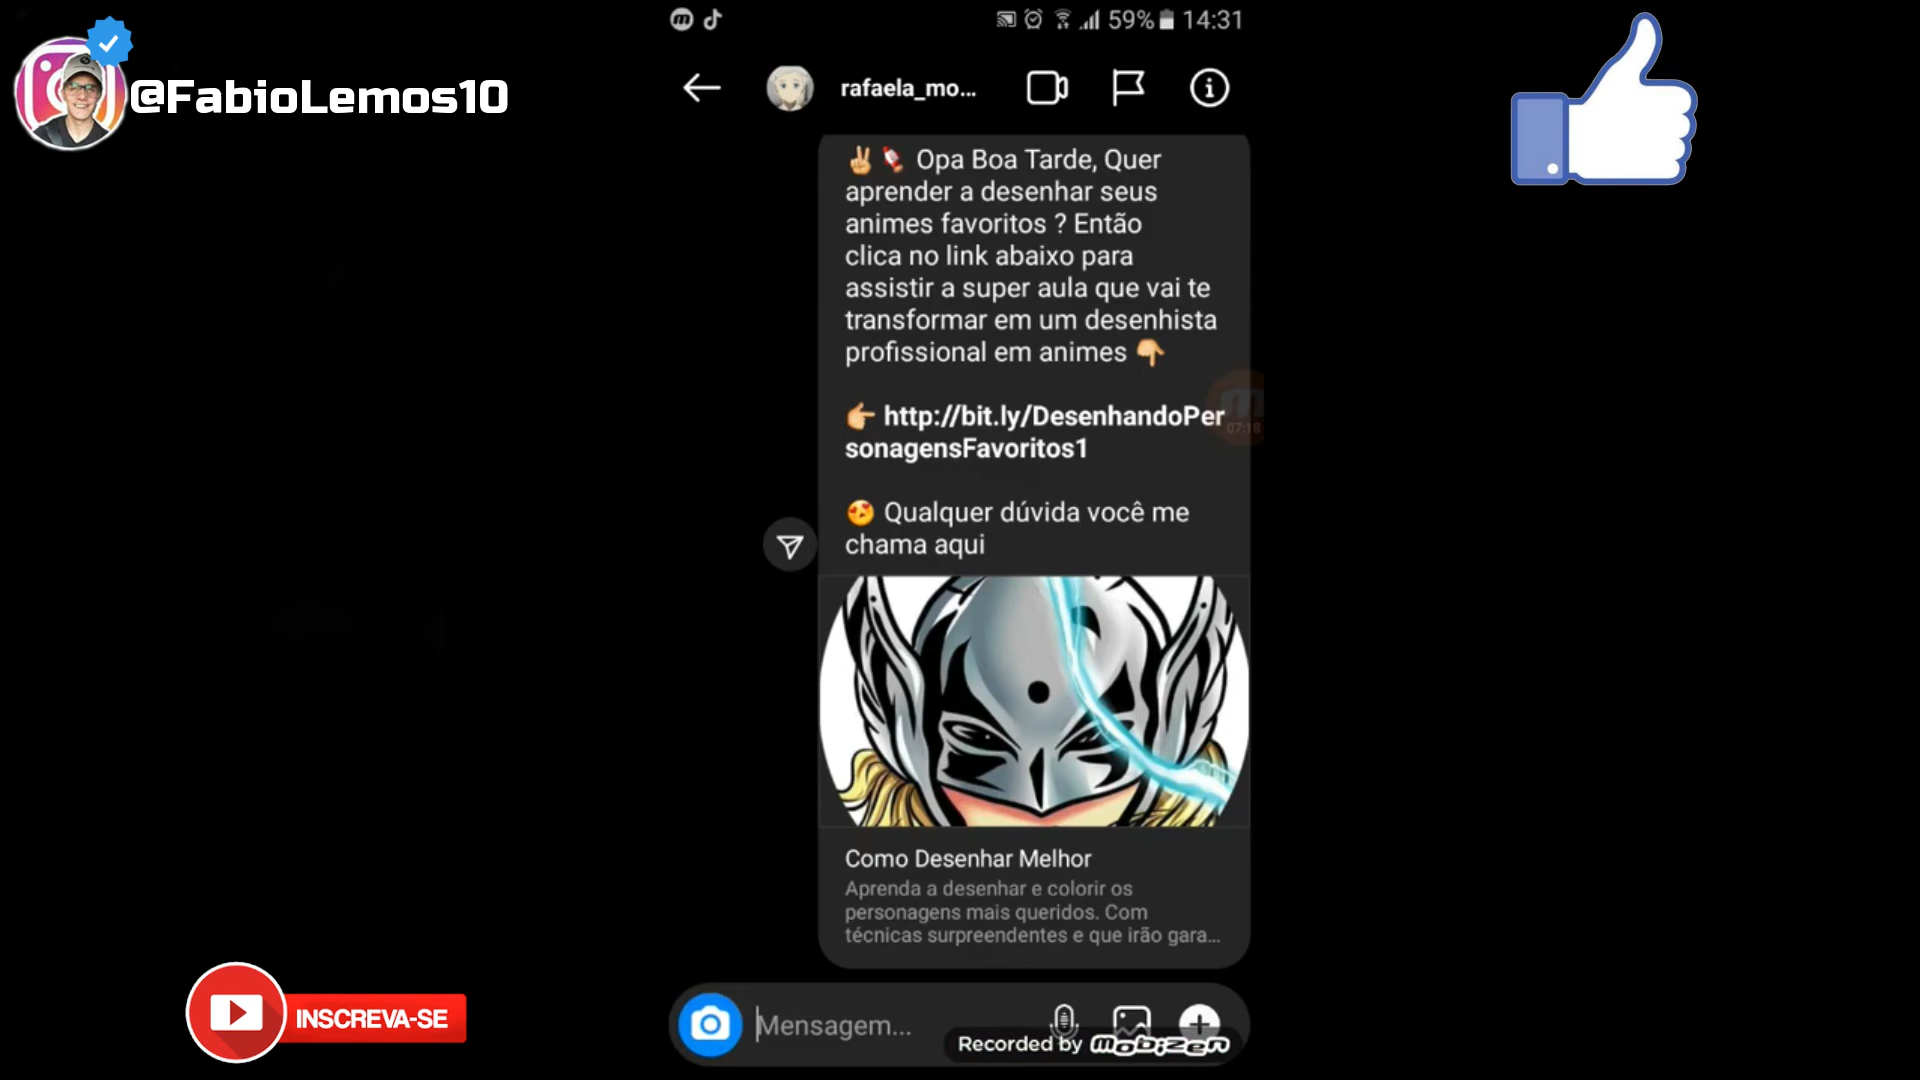 59% 14:31
@FabioLemos10
rafaela_mo...
Opa Boa Tarde, Quer
aprender a desenhar seus
animes favoritos ? Então
clica no link abaixo para
assistir a super aula que vai te
transformar em um desenhista
profissional em animes
http://bit.ly/DesenhandoPer
sonagensFavoritos1
07:18
Qualquer dúvida você me
chama aqui
Como Desenhar Melhor
Aprenda a desenhar e colorir os
personagens mais queridos. Com
técnicas surpreendentes e que irão gara...
INSCREVA-SE
Mensagem...
Recorded by mobizen